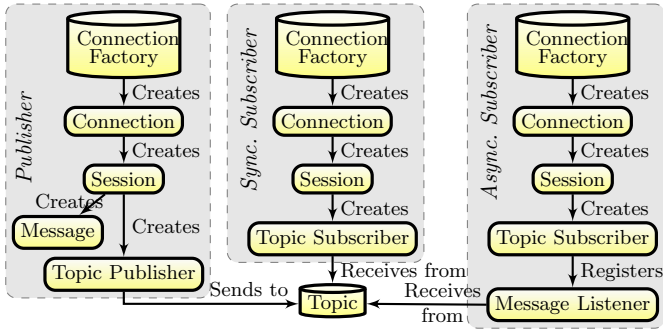 Publisher
Connection
Factory
Creates
Connection
Creates
Session
Creates
Creates
Message
Topic Publisher
Sends to
Sync. Subscriber
Connection
Factory
Creates
Connection
Creates
Session
Creates
Topic Subscriber
Receives from
Topic
Async. Subscriber
Connection
Factory
Creates
Connection
Creates
Session
Creates
Topic Subscriber
Registers
Message Listener
Receives
from